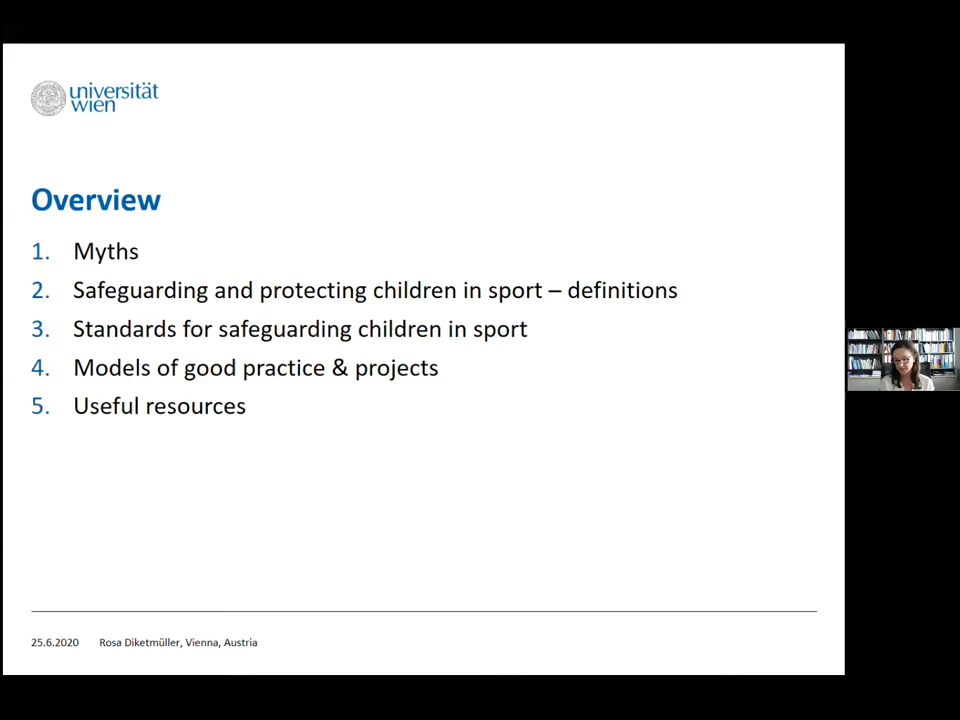 universität
wien
Overview
1. Myths
2. Safeguarding and protecting children in sport – definitions
3. Standards for safeguarding children in sport
4. Models of good practice & projects
5. Useful resources
25.6.2020 Rosa Diketmüller, Vienna, Austria